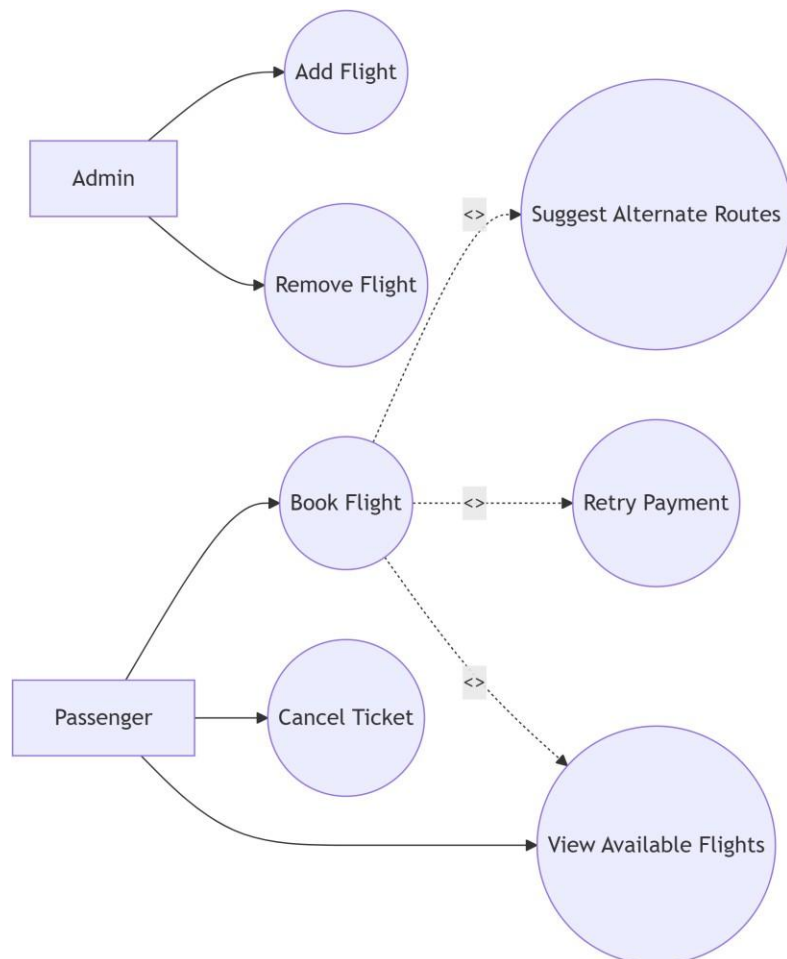 Add Flight
Admin
<>
Suggest Alternate Routes
Remove Flight
Book Flight
<>
Retry Payment
<>
Passenger
Cancel Ticket
View Available Flights